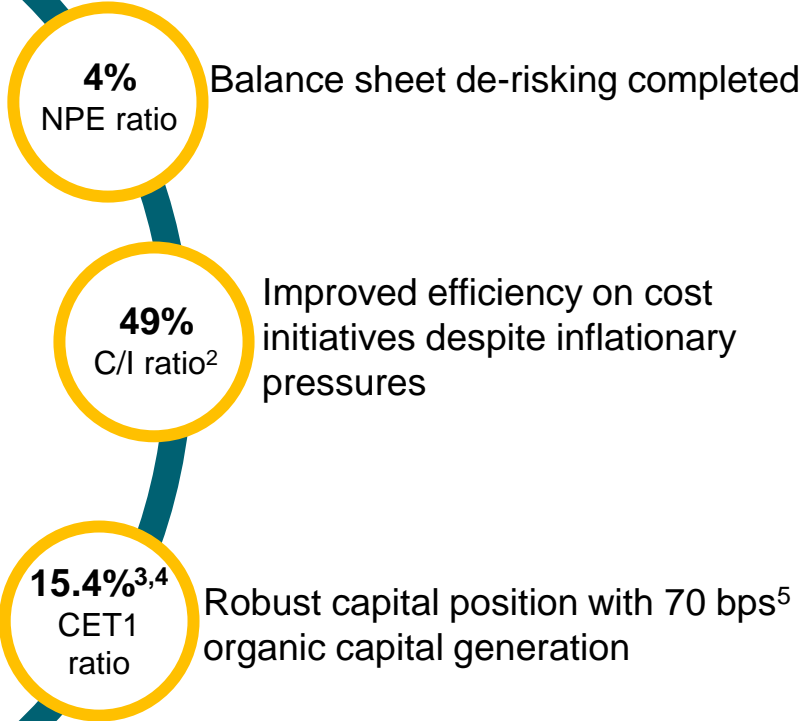 4%
NPE ratio
Balance sheet de-risking completed
49%
C/I ratio2
Improved efficiency on cost
initiatives despite inflationary
pressures
15.4%3,4
CET1
ratio
Robust capital position with 70 bps5
organic capital generation